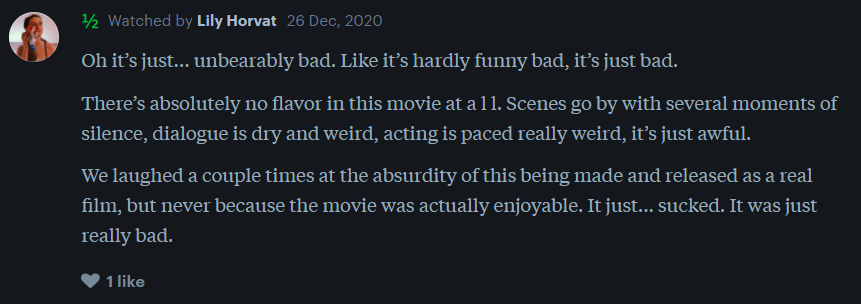 ½ Watched by Lily Horvat 26 Dec, 2020
Oh it’s just... unbearably bad. Like it’s hardly funny bad, it’s just bad.
There’s absolutely no flavor in this movie at a l l. Scenes go by with several moments of
silence, dialogue is dry and weird, acting is paced really weird, it’s just awful.
We laughed a couple times at the absurdity of this being made and released as a real
film, but never because the movie was actually enjoyable. It just... sucked. It was just
really bad.
1 like